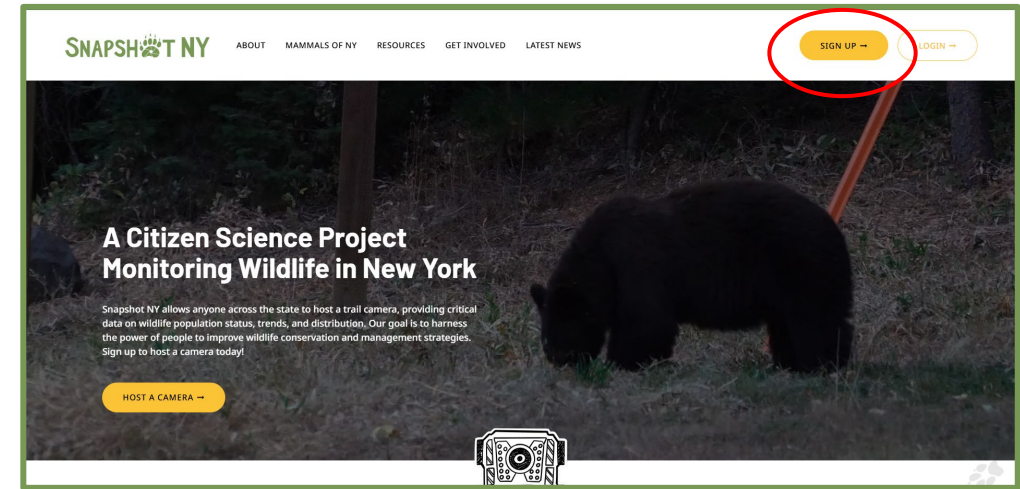 SNAPSHOT NY
ABOUT MAMMALS OF NY RESOURCES GET INVOLVED LATEST NEWS
SIGN UP →
LOGIN →
A Citizen Science Project
Monitoring Wildlife in New York
Snapshot NY allows anyone across the state to host a trail camera, providing critical
data on wildlife population status, trends, and distribution. Our goal is to harness
the power of people to improve wildlife conservation and management strategies.
Sign up to host a camera today!
HOST A CAMERA →